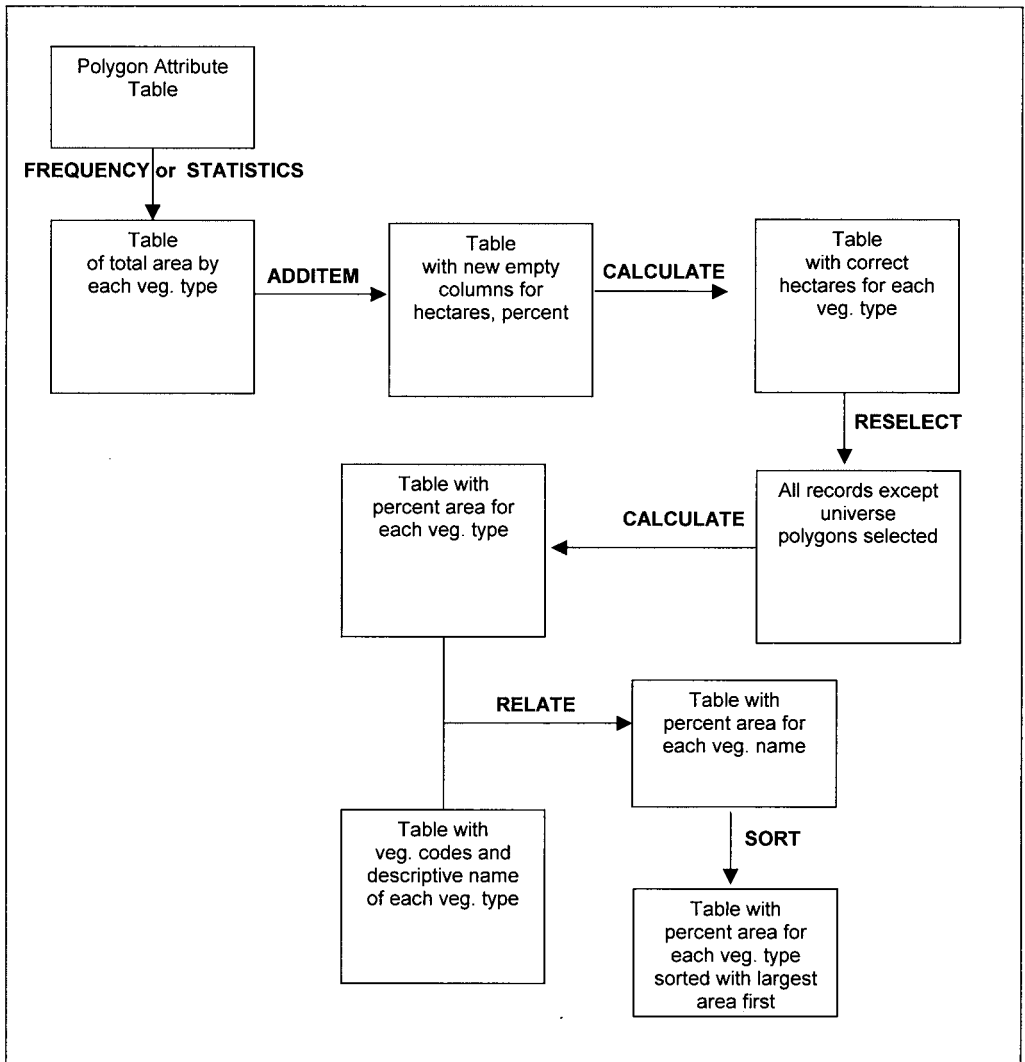 Polygon Attribute
Table
FREQUENCY or STATISTICS
Table
of total area by
each veg. type
ADDITEM
Table
with new empty
columns for
hectares, percent
CALCULATE
Table
with correct
hectares for each
veg. type
RESELECT
All records except
universe
polygons selected
CALCULATE
Table with
percent area for
each veg. type
RELATE
Table with
percent area for
each veg. name
Table with
veg. codes and
descriptive name
of each veg. type
SORT
Table with
percent area for
each veg. type
sorted with largest
area first